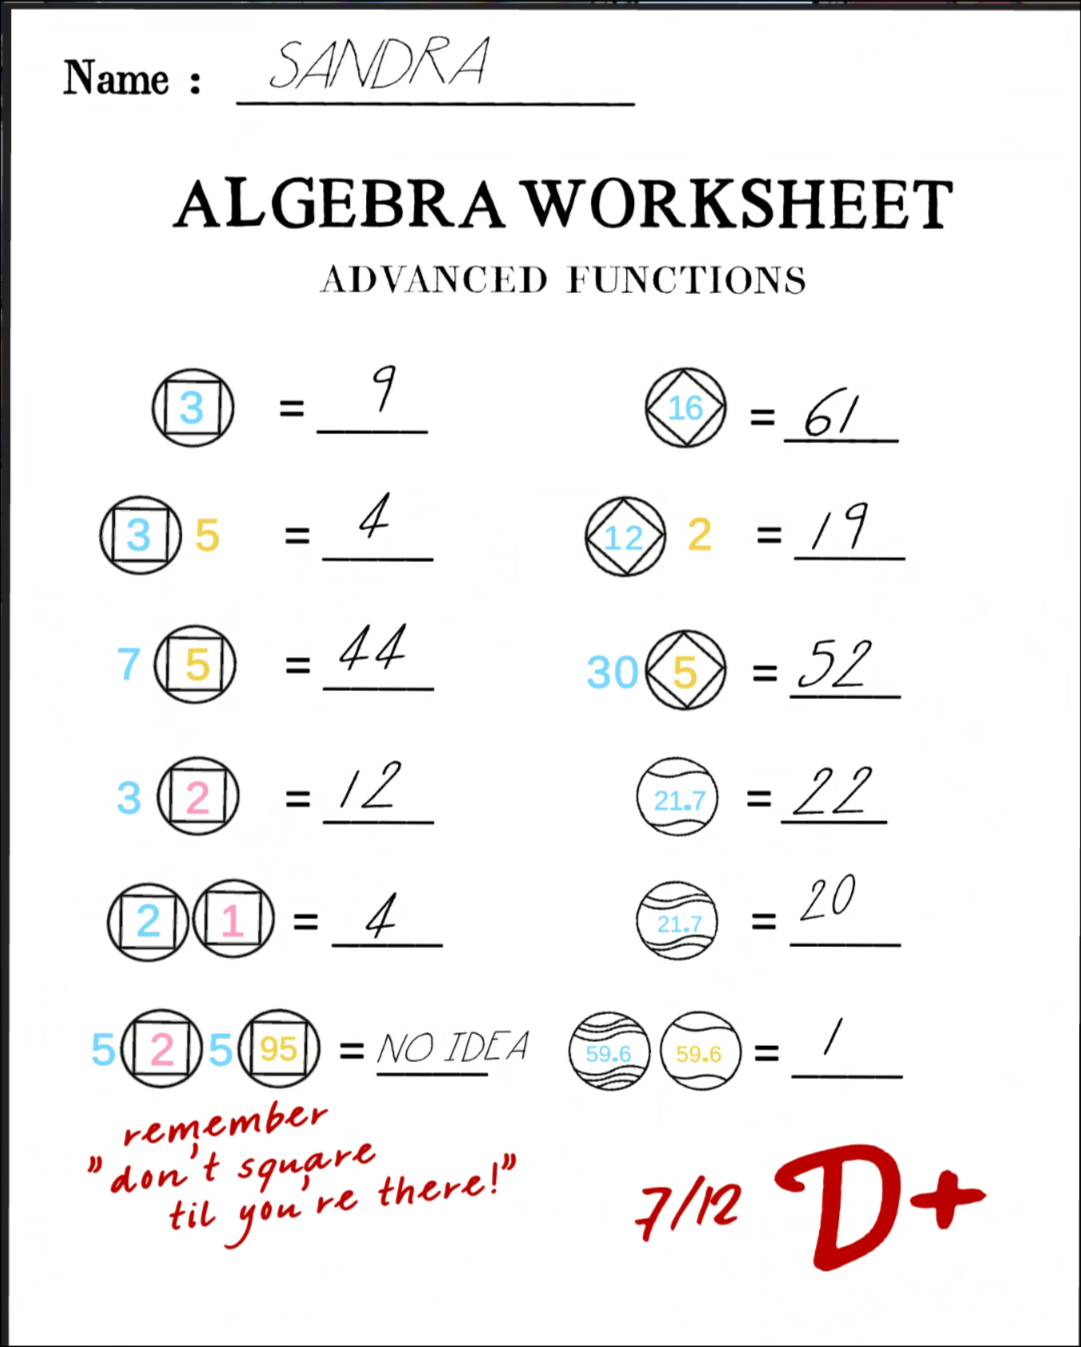 Name : SANDRA
ALGEBRA WORKSHEET
ADVANCED FUNCTIONS
3 = 9
3 5 = 4
7 5 = 44
3 2 = 12
2 1 = 4
5 2 5 95 = NO IDEA
16 = 61
12 2 = 19
30 5 = 52
21.7 = 22
21.7 = 20
59.6 59.6 = 1
remember
"don't square
til you're there!"
7/12 D+